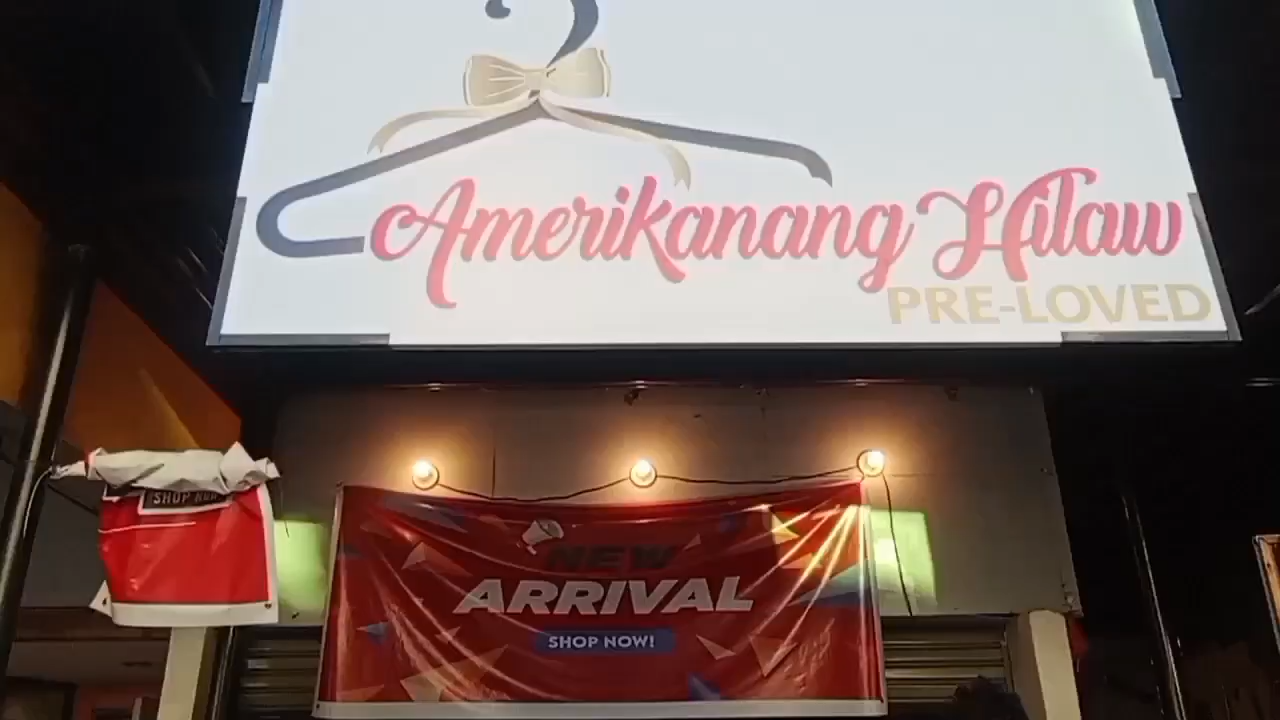 Amerikanang Hilaw
PRE-LOVED
SHOP NOW
NEW
ARRIVAL
SHOP NOW!